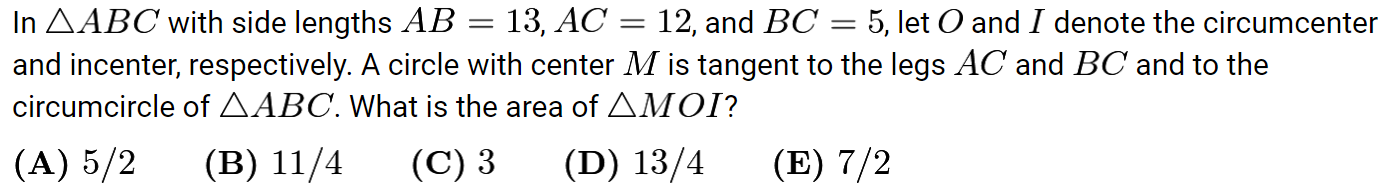 In △ABC with side lengths AB = 13, AC = 12, and BC = 5, let O and I denote the circumcenter
and incenter, respectively. A circle with center M is tangent to the legs AC and BC and to the
circumcircle of △ABC. What is the area of △MOI?
(A) 5/2 (B) 11/4 (C) 3 (D) 13/4 (E) 7/2